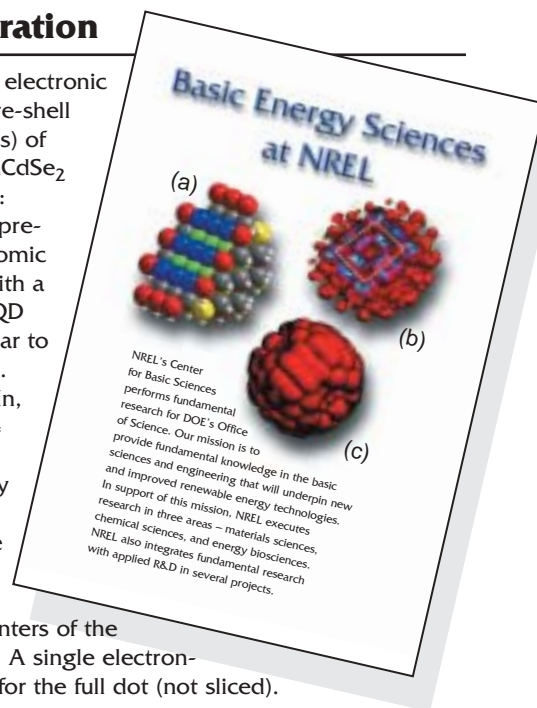 ration
electronic
re-shell
s) of
CdSe2
:
pre-
omic
ith a
QD
ar to
.
in,
y
e
nters of the
. A single electron-
for the full dot (not sliced).
Basic Energy Sciences
at NREL
(a)
(b)
(c)
NREL's Center
for Basic Sciences
performs fundamental
research for DOE's Office
of Science. Our mission is to
provide fundamental knowledge in the basic
sciences and engineering that will underpin new
and improved renewable energy technologies.
In support of this mission, NREL executes
research in three areas – materials sciences,
chemical sciences, and energy biosciences.
NREL also integrates fundamental research
with applied R&D in several projects.